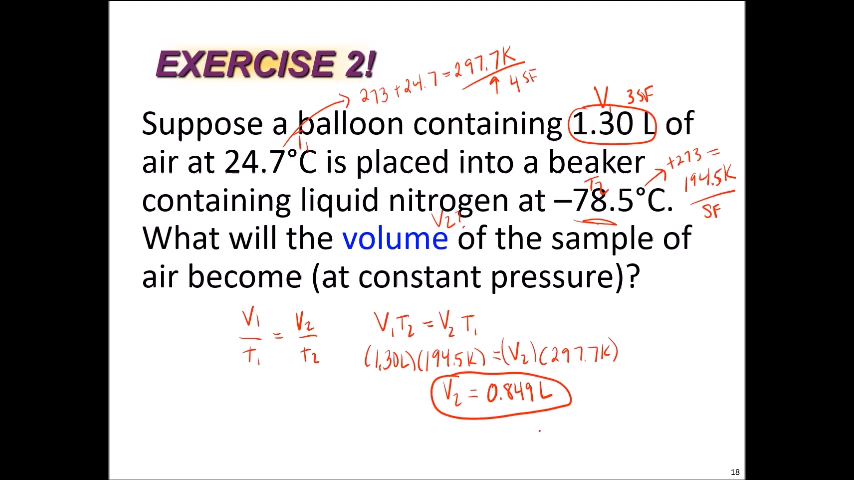 EXERCISE 2!
273 + 24.7 = 297.7K
↑ 4 SF
V 3SF
Suppose a balloon containing 1.30 L of
T1
+273 =
air at 24.7°C is placed into a beaker
T2
194.5K
containing liquid nitrogen at –78.5°C.
SF
V2?
What will the volume of the sample of
air become (at constant pressure)?
V1/T1 = V2/T2
V1T2 = V2T1
(1.30L)(194.5K) = (V2)(297.7K)
V2 = 0.849L
18